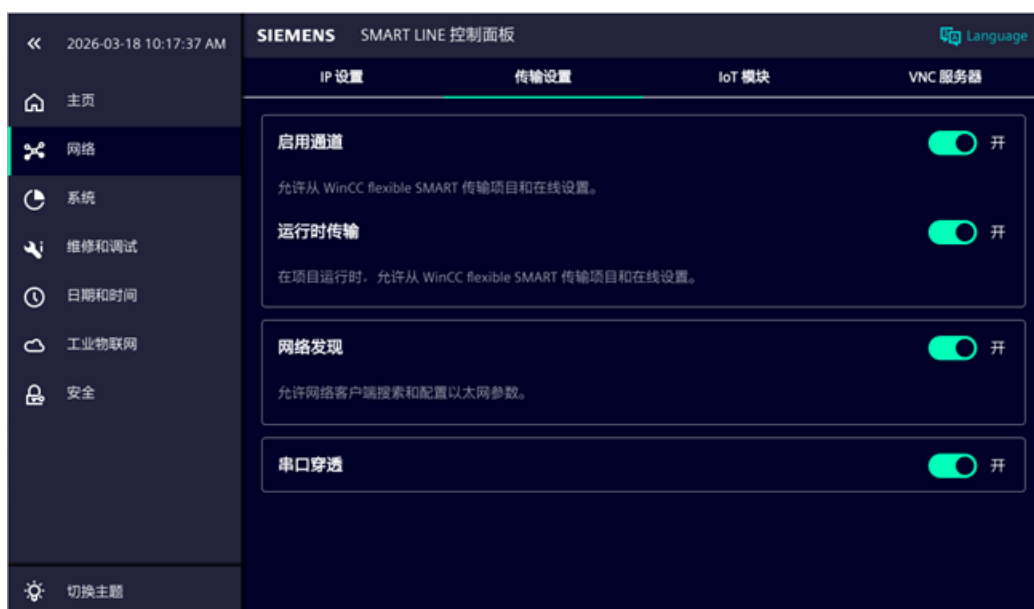 2026-03-18 10:17:37 AM
SIEMENS SMART LINE 控制面板
Language
主页
网络
系统
维修和调试
日期和时间
工业物联网
安全
切换主题
IP 设置 传输设置 IoT 模块 VNC 服务器
启用通道 开
允许从 WinCC flexible SMART 传输项目和在线设置。
运行时传输 开
在项目运行时，允许从 WinCC flexible SMART 传输项目和在线设置。
网络发现 开
允许网络客户端搜索和配置以太网参数。
串口穿透 开